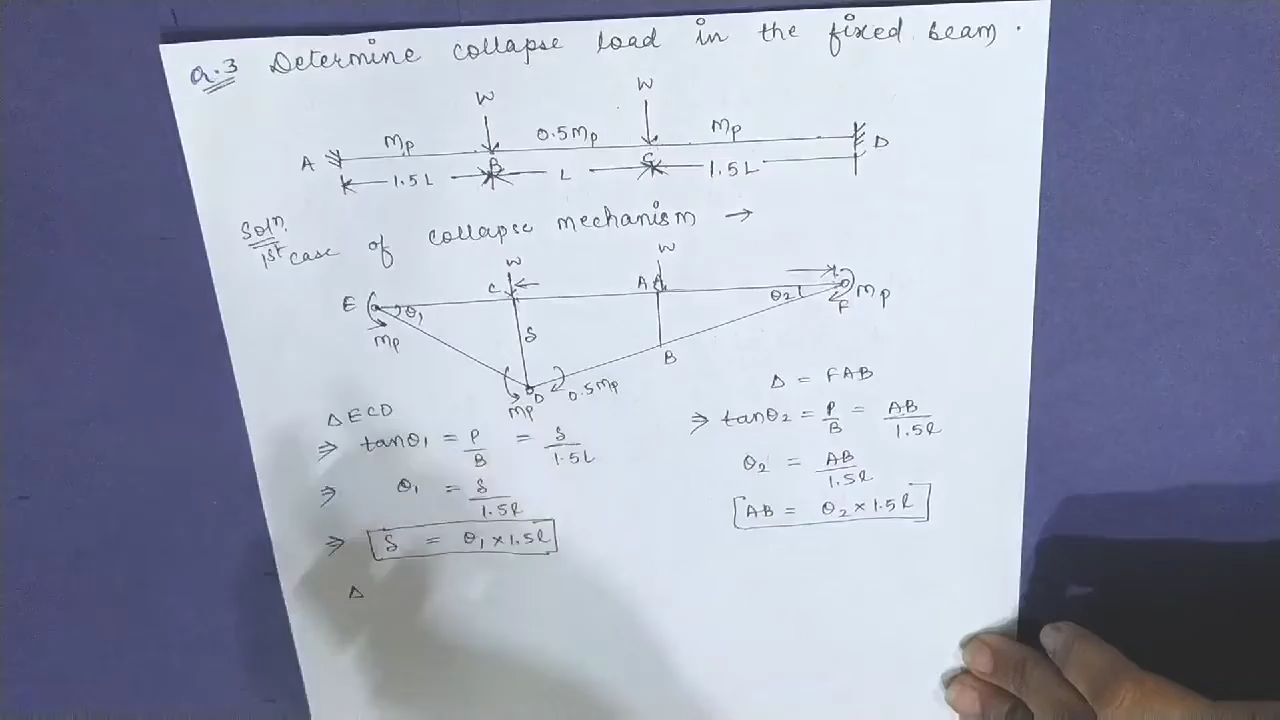 Q.3 Determine collapse load in the fixed beam.
W W
A Mp B 0.5Mp C Mp D
1.5L L 1.5L
Soln.
1st case of collapse mechanism →
W W
E θ1 C A θ2 F Mp
Mp δ B
Mp D 0.5Mp
Δ ECD
⇒ tanθ1 = P/B = δ/1.5L
⇒ θ1 = δ/1.5l
⇒ δ = θ1 × 1.5l
Δ
Δ = FAB
⇒ tanθ2 = P/B = AB/1.5l
θ2 = AB/1.5l
AB = θ2 × 1.5l